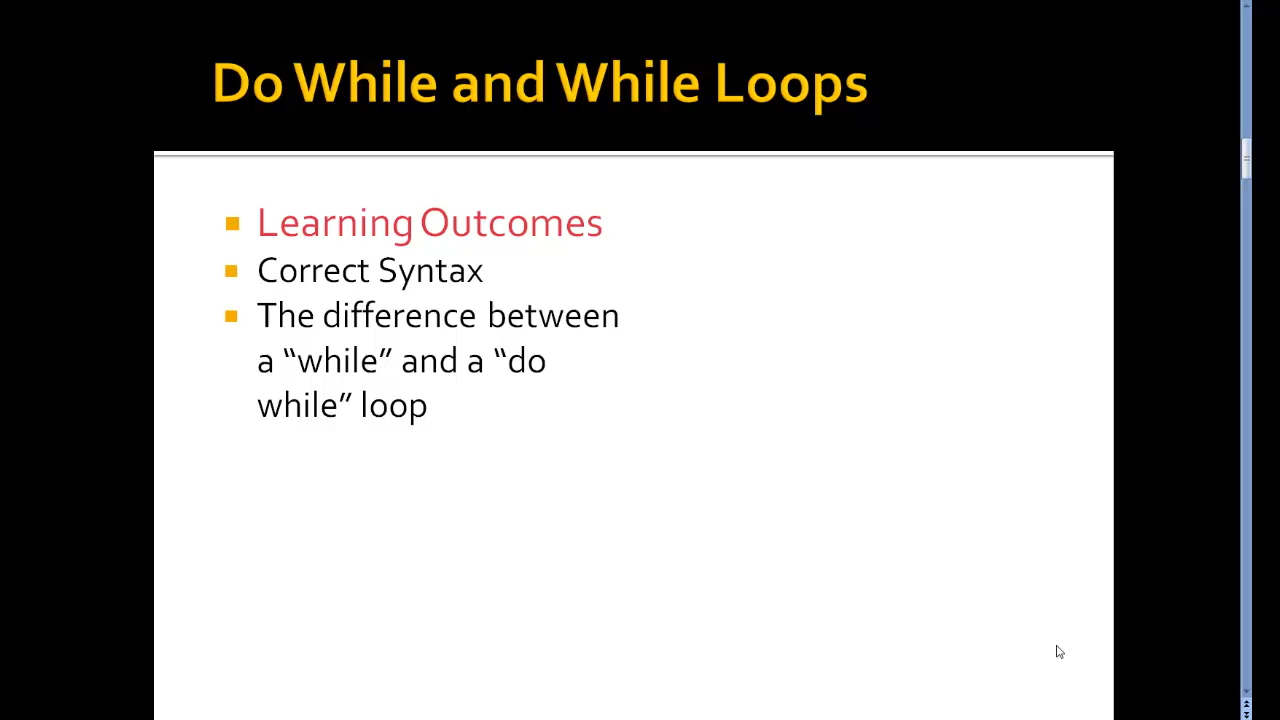 Do While and While Loops
Learning Outcomes
Correct Syntax
The difference between
a “while” and a “do
while” loop